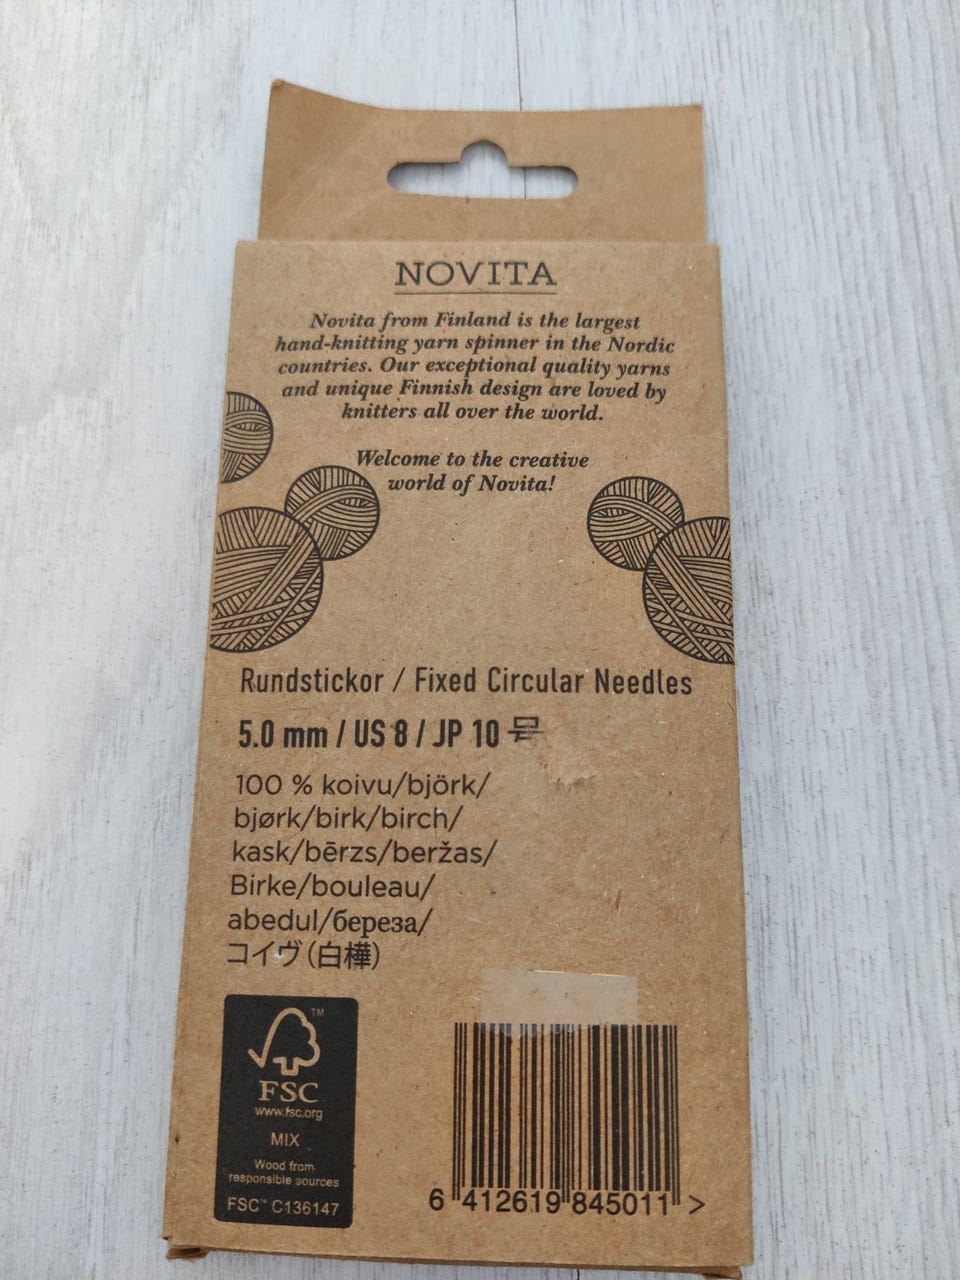 NOVITA
Novita from Finland is the largest
hand-knitting yarn spinner in the Nordic
countries. Our exceptional quality yarns
and unique Finnish design are loved by
knitters all over the world.
Welcome to the creative
world of Novita!
Rundstickor / Fixed Circular Needles
5.0 mm / US 8 / JP 10 号
100 % koivu/björk/
bjørk/birk/birch/
kask/bērzs/beržas/
Birke/bouleau/
abedul/береза/
コイヴ(白樺)
TM
FSC
www.fsc.org
MIX
Wood from
responsible sources
FSC™ C136147
6 412619 845011 >